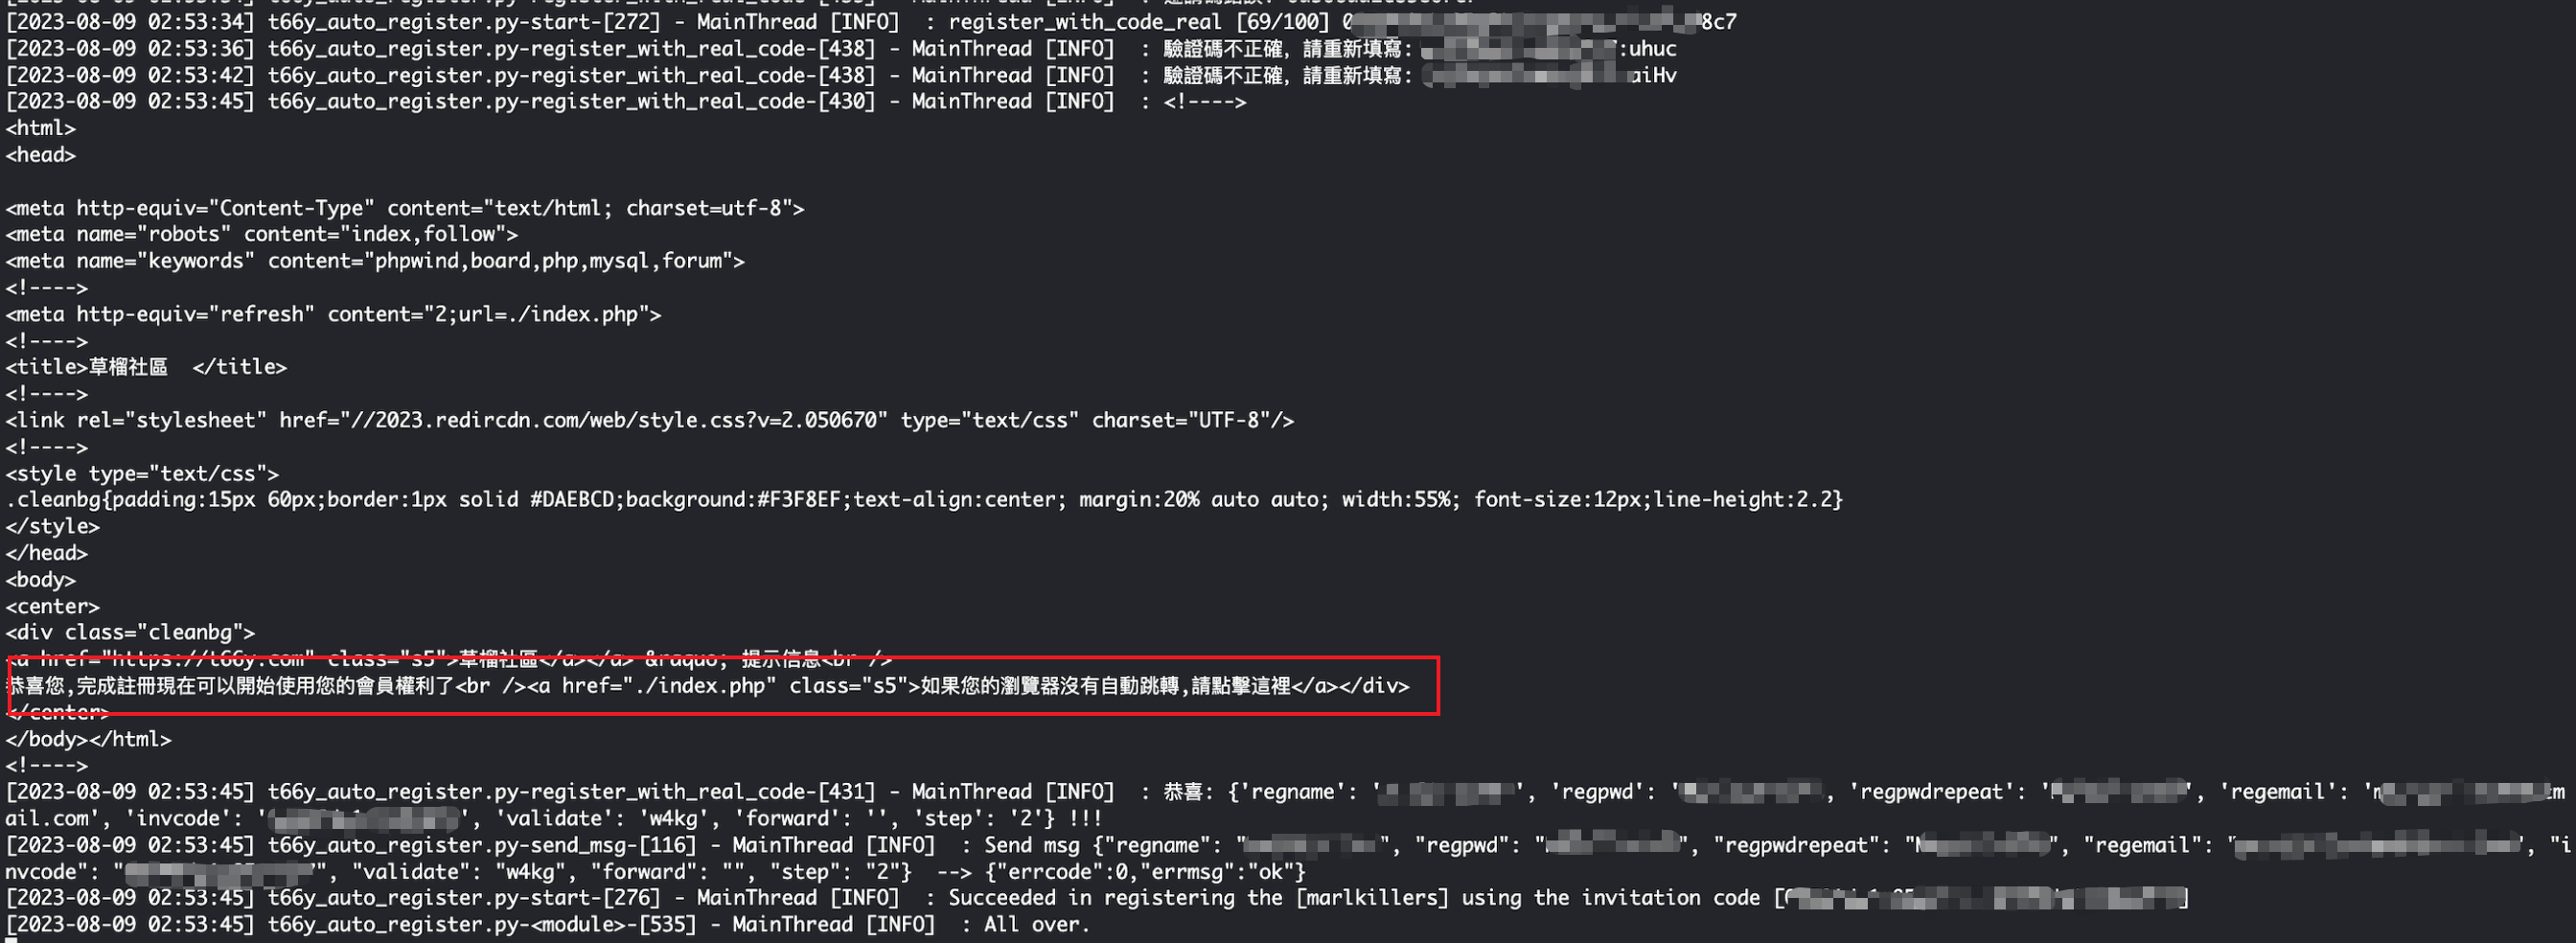 [2023-08-09 02:53:34] t66y_auto_register.py-start-[272] - MainThread [INFO]  : register_with_code_real [69/100] 0 8c7
[2023-08-09 02:53:36] t66y_auto_register.py-register_with_real_code-[438] - MainThread [INFO]  : 驗證碼不正確, 請重新填寫: :uhuc
[2023-08-09 02:53:42] t66y_auto_register.py-register_with_real_code-[438] - MainThread [INFO]  : 驗證碼不正確, 請重新填寫: aiHv
[2023-08-09 02:53:45] t66y_auto_register.py-register_with_real_code-[430] - MainThread [INFO]  : <!---->
<html>
<head>
<meta http-equiv="Content-Type" content="text/html; charset=utf-8">
<meta name="robots" content="index,follow">
<meta name="keywords" content="phpwind,board,php,mysql,forum">
<!---->
<meta http-equiv="refresh" content="2;url=./index.php">
<!---->
<title>草榴社區  </title>
<!---->
<link rel="stylesheet" href="//2023.redircdn.com/web/style.css?v=2.050670" type="text/css" charset="UTF-8"/>
<!---->
<style type="text/css">
.cleanbg{padding:15px 60px;border:1px solid #DAEBCD;background:#F3F8EF;text-align:center; margin:20% auto auto; width:55%; font-size:12px;line-height:2.2}
</style>
</head>
<body>
<center>
<div class="cleanbg">
<a href="https://t66y.com" class="s5">草榴社區</a></a> &raquo; 提示信息<br />
恭喜您,完成註冊現在可以開始使用您的會員權利了<br /><a href="./index.php" class="s5">如果您的瀏覽器沒有自動跳轉,請點擊這裡</a></div>
</center>
</body></html>
<!---->
[2023-08-09 02:53:45] t66y_auto_register.py-register_with_real_code-[431] - MainThread [INFO]  : 恭喜: {'regname': ' ', 'regpwd': ' , 'regpwdrepeat': ' ', 'regemail': ' m
ail.com', 'invcode': ' ', 'validate': 'w4kg', 'forward': '', 'step': '2'} !!!
[2023-08-09 02:53:45] t66y_auto_register.py-send_msg-[116] - MainThread [INFO]  : Send msg {"regname": " ", "regpwd": " ", "regpwdrepeat": " ", "regemail": " , "i
nvcode": " ", "validate": "w4kg", "forward": "", "step": "2"}  --> {"errcode":0,"errmsg":"ok"}
[2023-08-09 02:53:45] t66y_auto_register.py-start-[276] - MainThread [INFO]  : Succeeded in registering the [marlkillers] using the invitation code [ ]
[2023-08-09 02:53:45] t66y_auto_register.py-<module>-[535] - MainThread [INFO]  : All over.